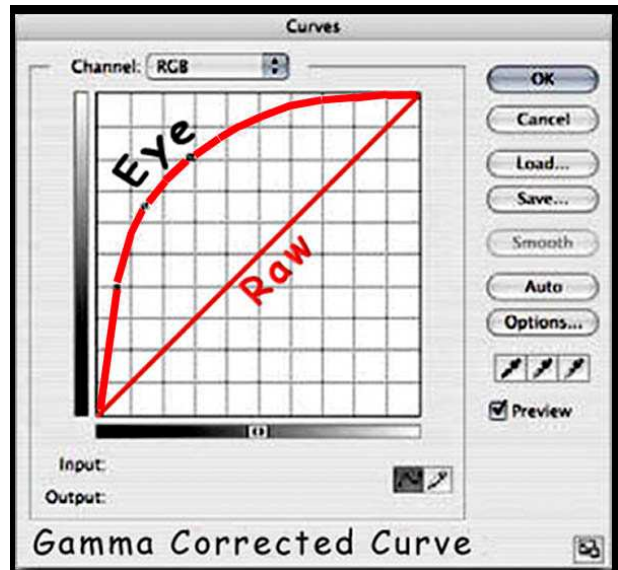 Curves
Channel: RGB
OK
Cancel
Load...
Save...
Smooth
Auto
Options...
Preview
Eye
Raw
Input:
Output:
Gamma Corrected Curve